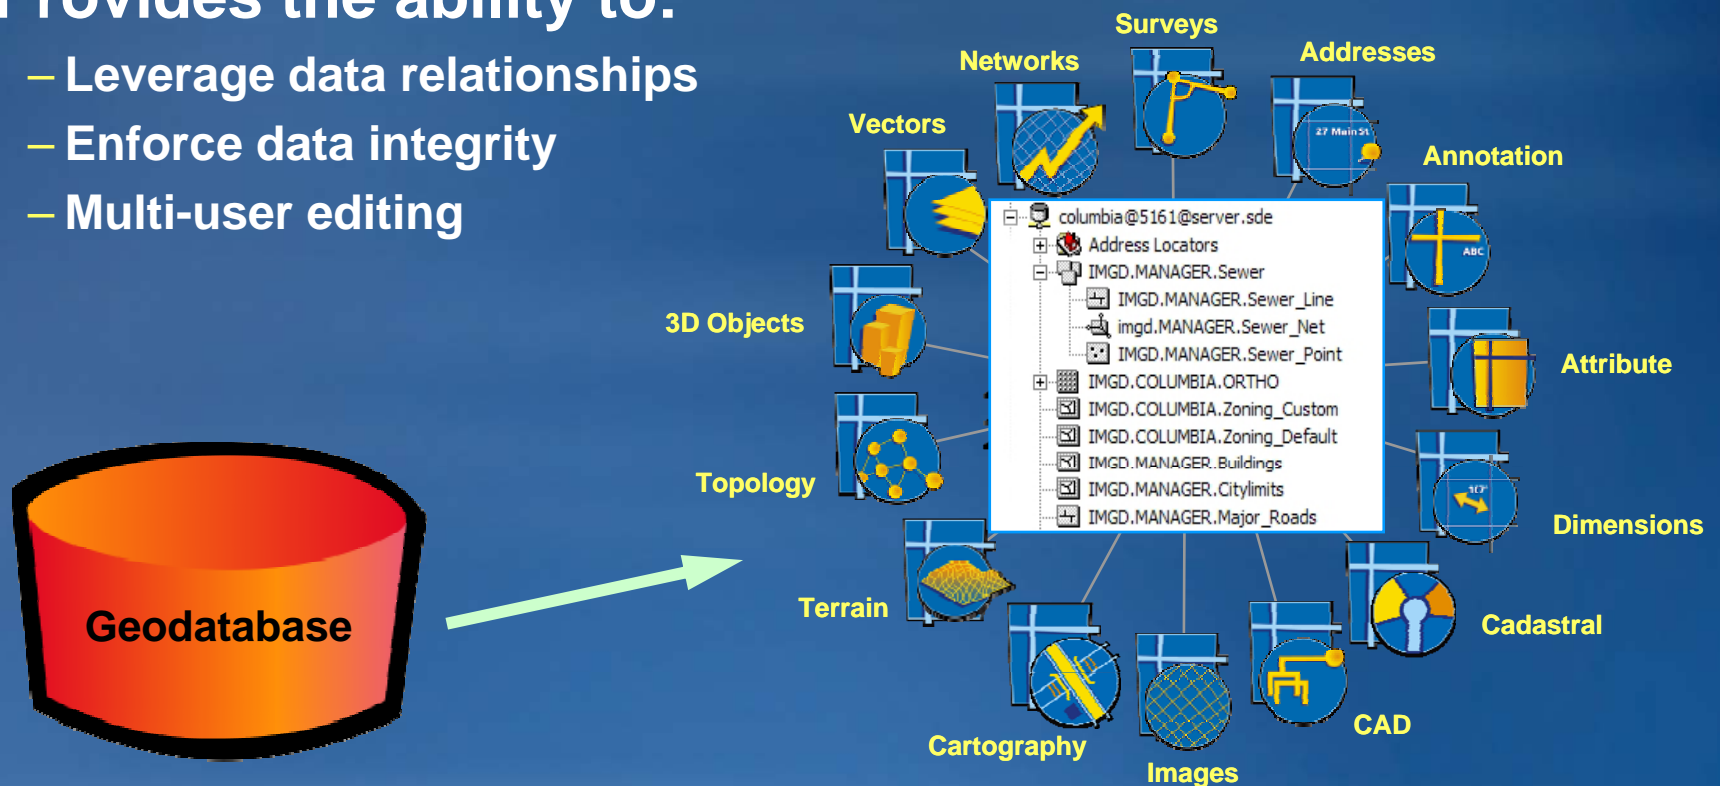 Provides the ability to:
– Leverage data relationships
– Enforce data integrity
– Multi-user editing
Surveys
Networks
Addresses
Vectors
Annotation
3D Objects
Attribute
Topology
Dimensions
Terrain
Cadastral
Cartography
CAD
Images
27 Main St
ABC
columbia@5161@server.sde
Address Locators
IMGD.MANAGER.Sewer
IMGD.MANAGER.Sewer_Line
imgd.MANAGER.Sewer_Net
IMGD.MANAGER.Sewer_Point
IMGD.COLUMBIA.ORTHO
IMGD.COLUMBIA.Zoning_Custom
IMGD.COLUMBIA.Zoning_Default
IMGD.MANAGER.Buildings
IMGD.MANAGER.Citylimits
IMGD.MANAGER.Major_Roads
Geodatabase